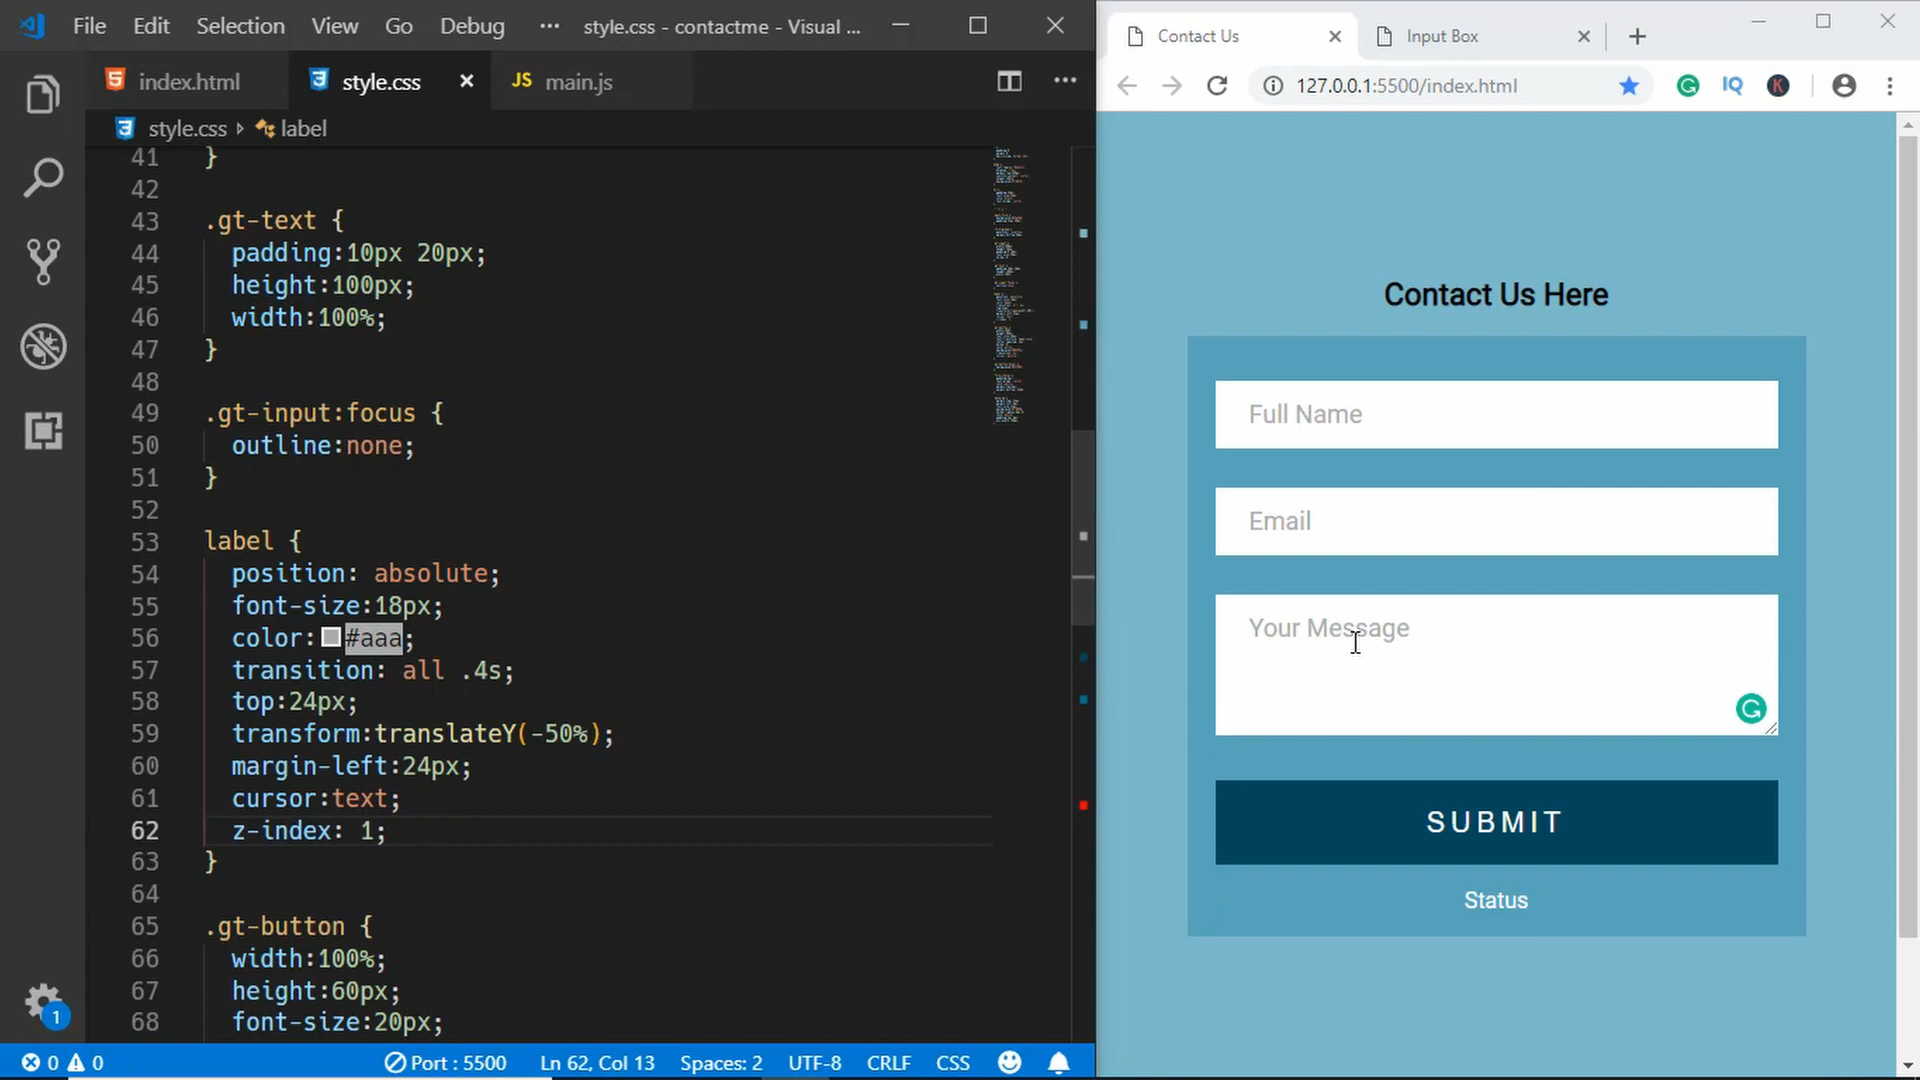 File Edit Selection View Go Debug ··· style.css - contactme - Visual ...
index.html style.css JS main.js
style.css label
41 }
42
43 .gt-text {
44 padding:10px 20px;
45 height:100px;
46 width:100%;
47 }
48
49 .gt-input:focus {
50 outline:none;
51 }
52
53 label {
54 position: absolute;
55 font-size:18px;
56 color:#aaa;
57 transition: all .4s;
58 top:24px;
59 transform:translateY(-50%);
60 margin-left:24px;
61 cursor:text;
62 z-index: 1;
63 }
64
65 .gt-button {
66 width:100%;
67 height:60px;
68 font-size:20px;
1
0 0 Port : 5500 Ln 62, Col 13 Spaces: 2 UTF-8 CRLF CSS
Contact Us Input Box
127.0.0.1:5500/index.html IQ K
Contact Us Here
Full Name
Email
Your Message
SUBMIT
Status